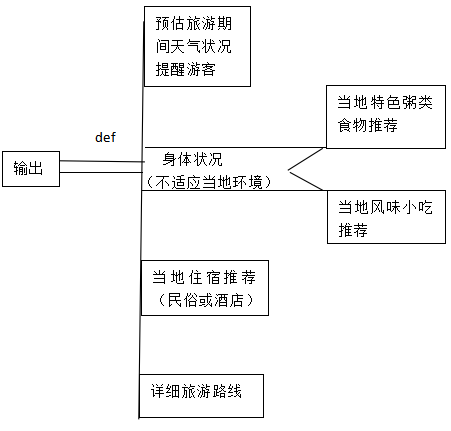 预估旅游期
间天气状况
提醒游客
当地特色粥类
食物推荐
def
身体状况
（不适应当地环境）
输出
当地风味小吃
推荐
当地住宿推荐
（民俗或酒店）
详细旅游路线